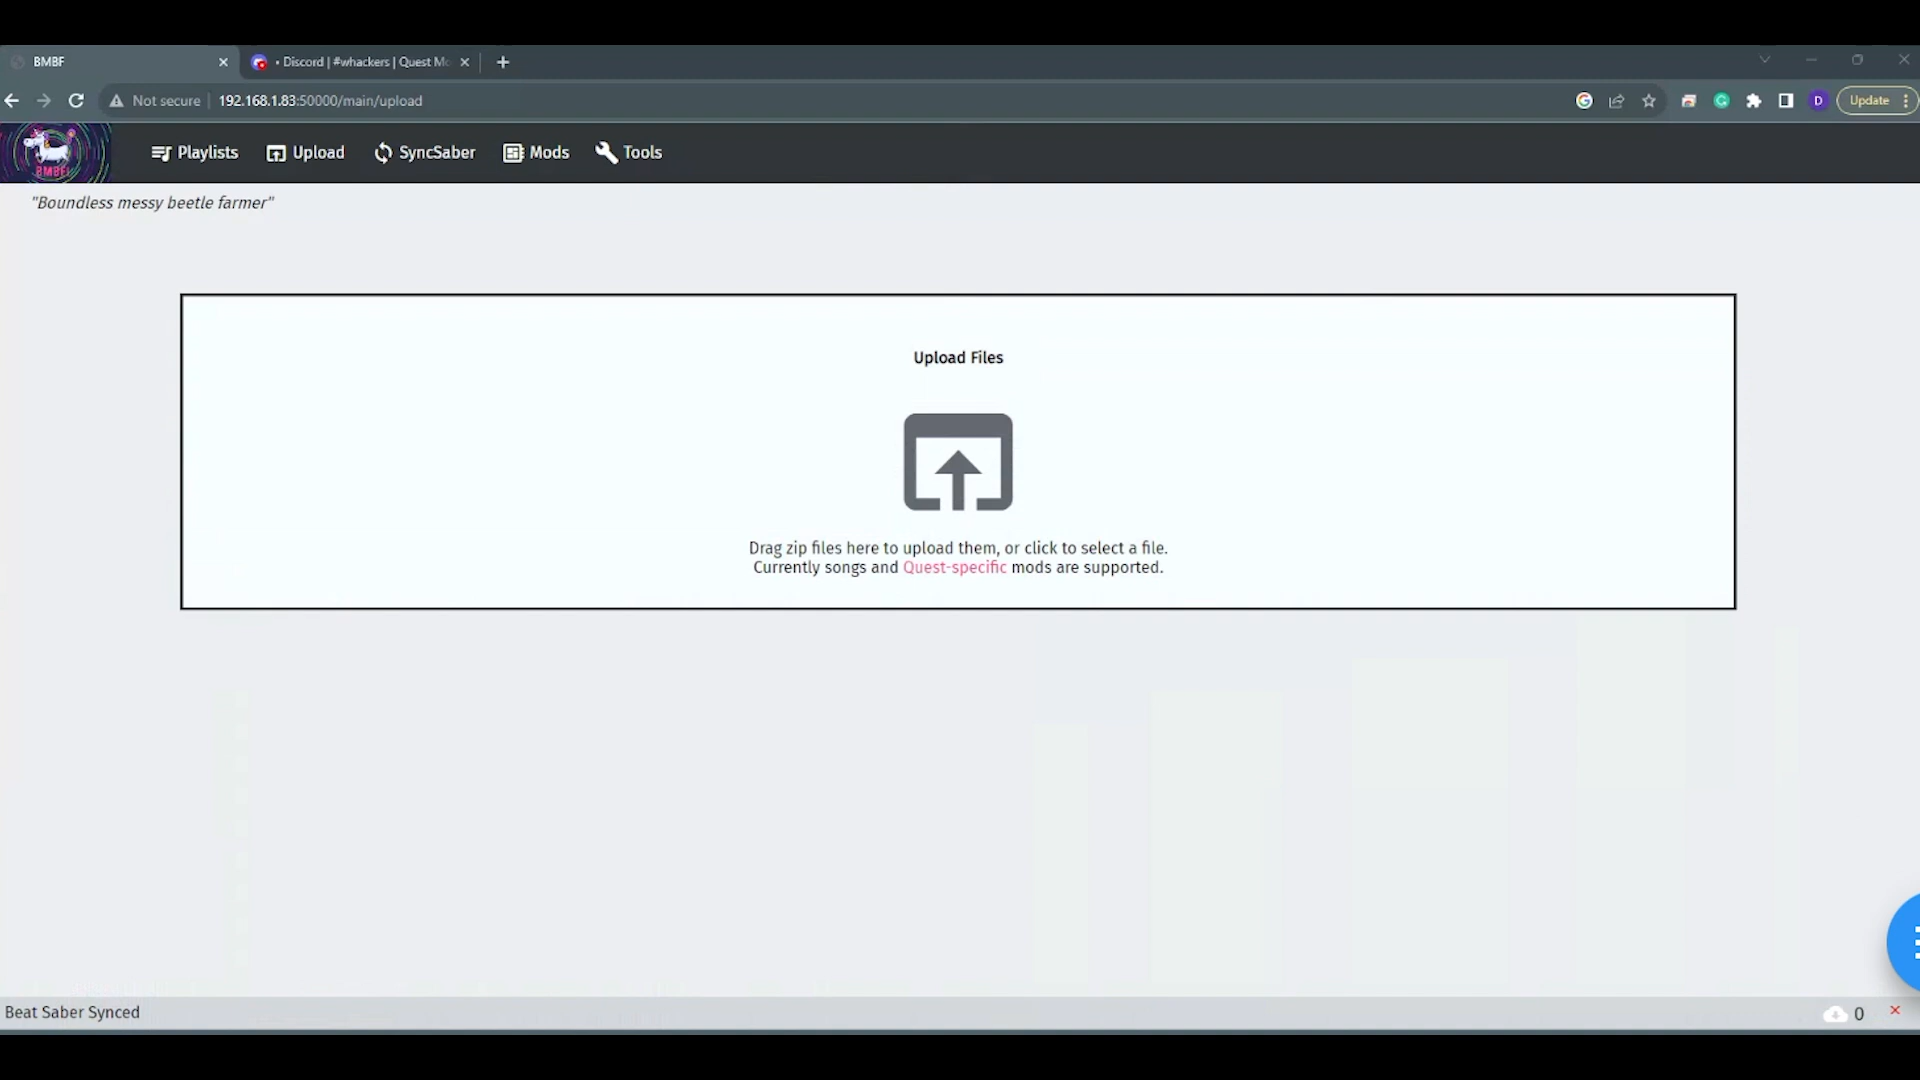 BMBF
• Discord | #whackers | Quest Mo
Not secure
192.168.1.83:50000/main/upload
D
Update
BMBF
Playlists
Upload
SyncSaber
Mods
Tools
"Boundless messy beetle farmer"
Upload Files
Drag zip files here to upload them, or click to select a file.
Currently songs and Quest-specific mods are supported.
Beat Saber Synced
0